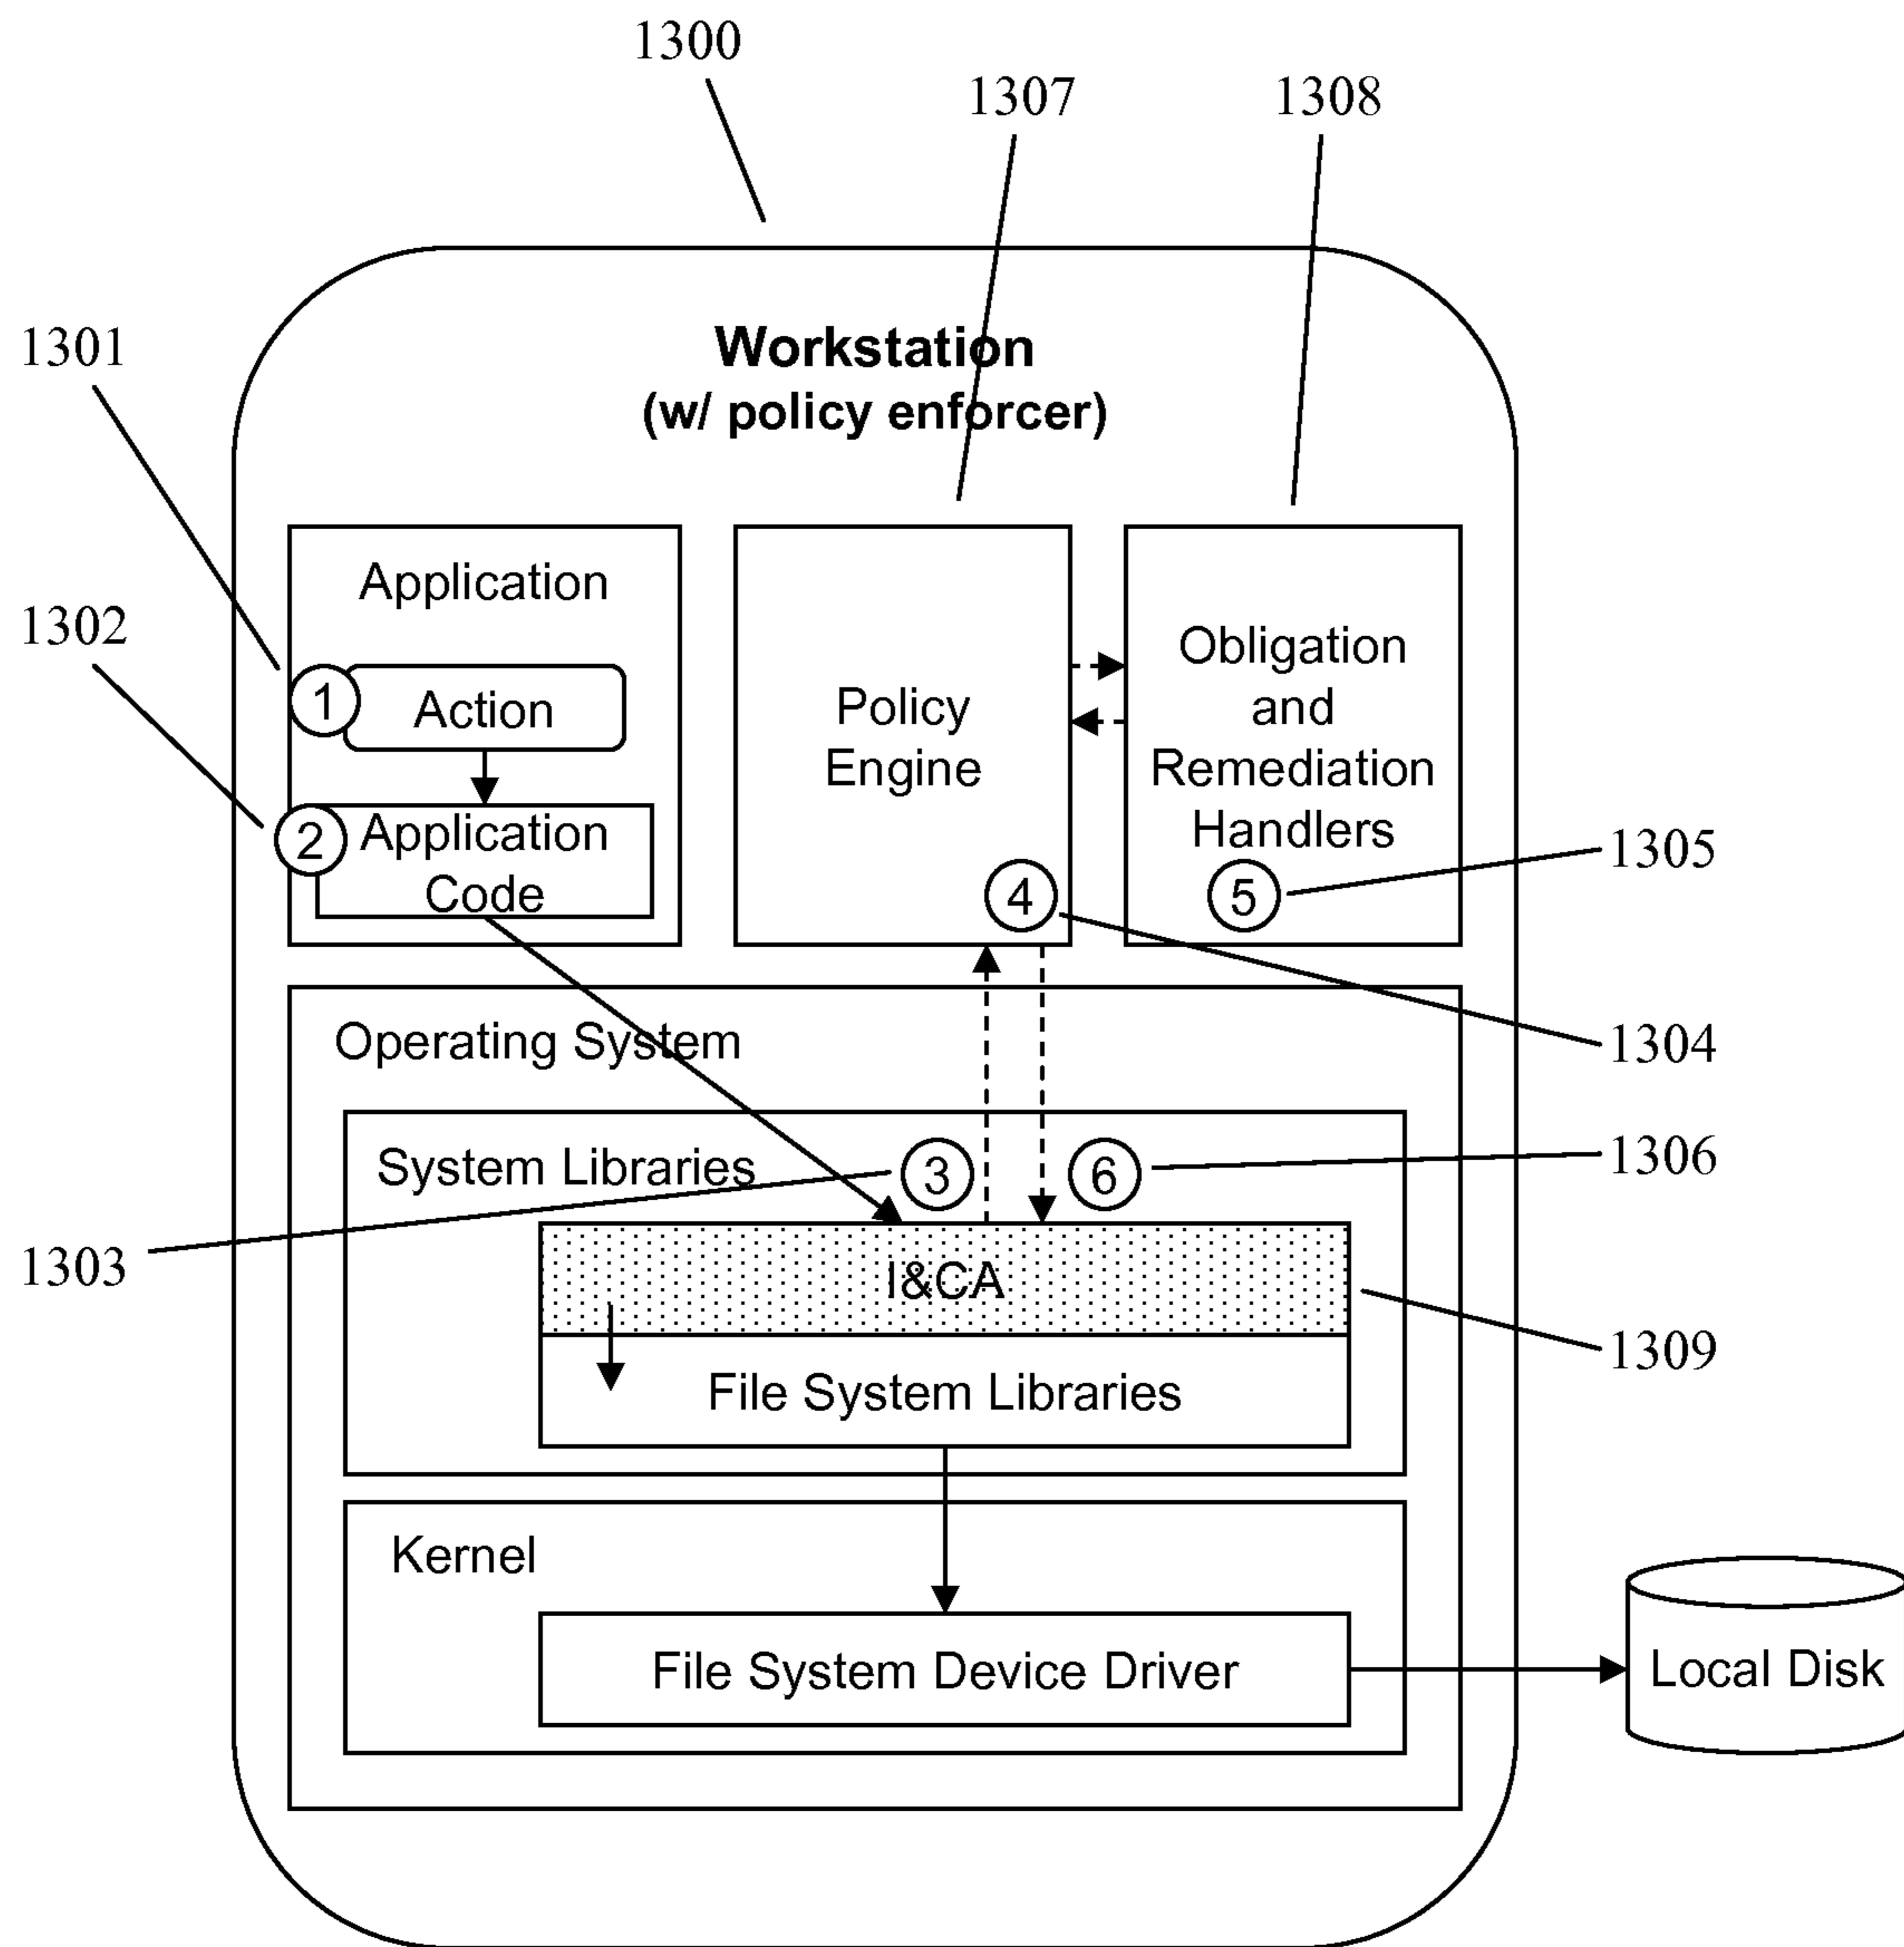 1300
1307
1308
1301
Workstation
(w/ policy enforcer)
1302
Application
1
Action
2
Application
Code
Policy
Engine
4
Obligation
and
Remediation
Handlers
5
1305
1304
Operating System
System Libraries
3
6
1306
1303
I&CA
1309
File System Libraries
Kernel
File System Device Driver
Local Disk